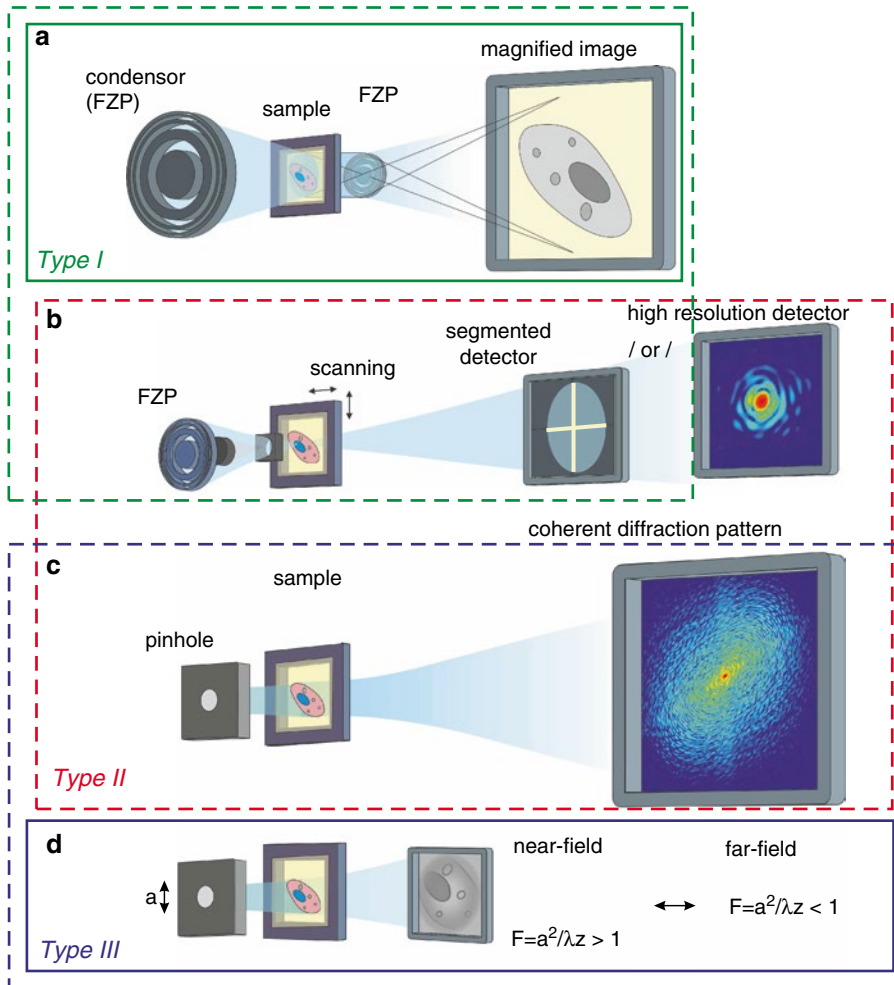 a
magnified image
condensor
(FZP)
FZP
sample
Type I
b
high resolution detector
segmented
detector
/ or /
scanning
FZP
coherent diffraction pattern
c
sample
pinhole
Type II
d
near-field
far-field
a
F=a²/λz > 1
F=a²/λz < 1
Type III